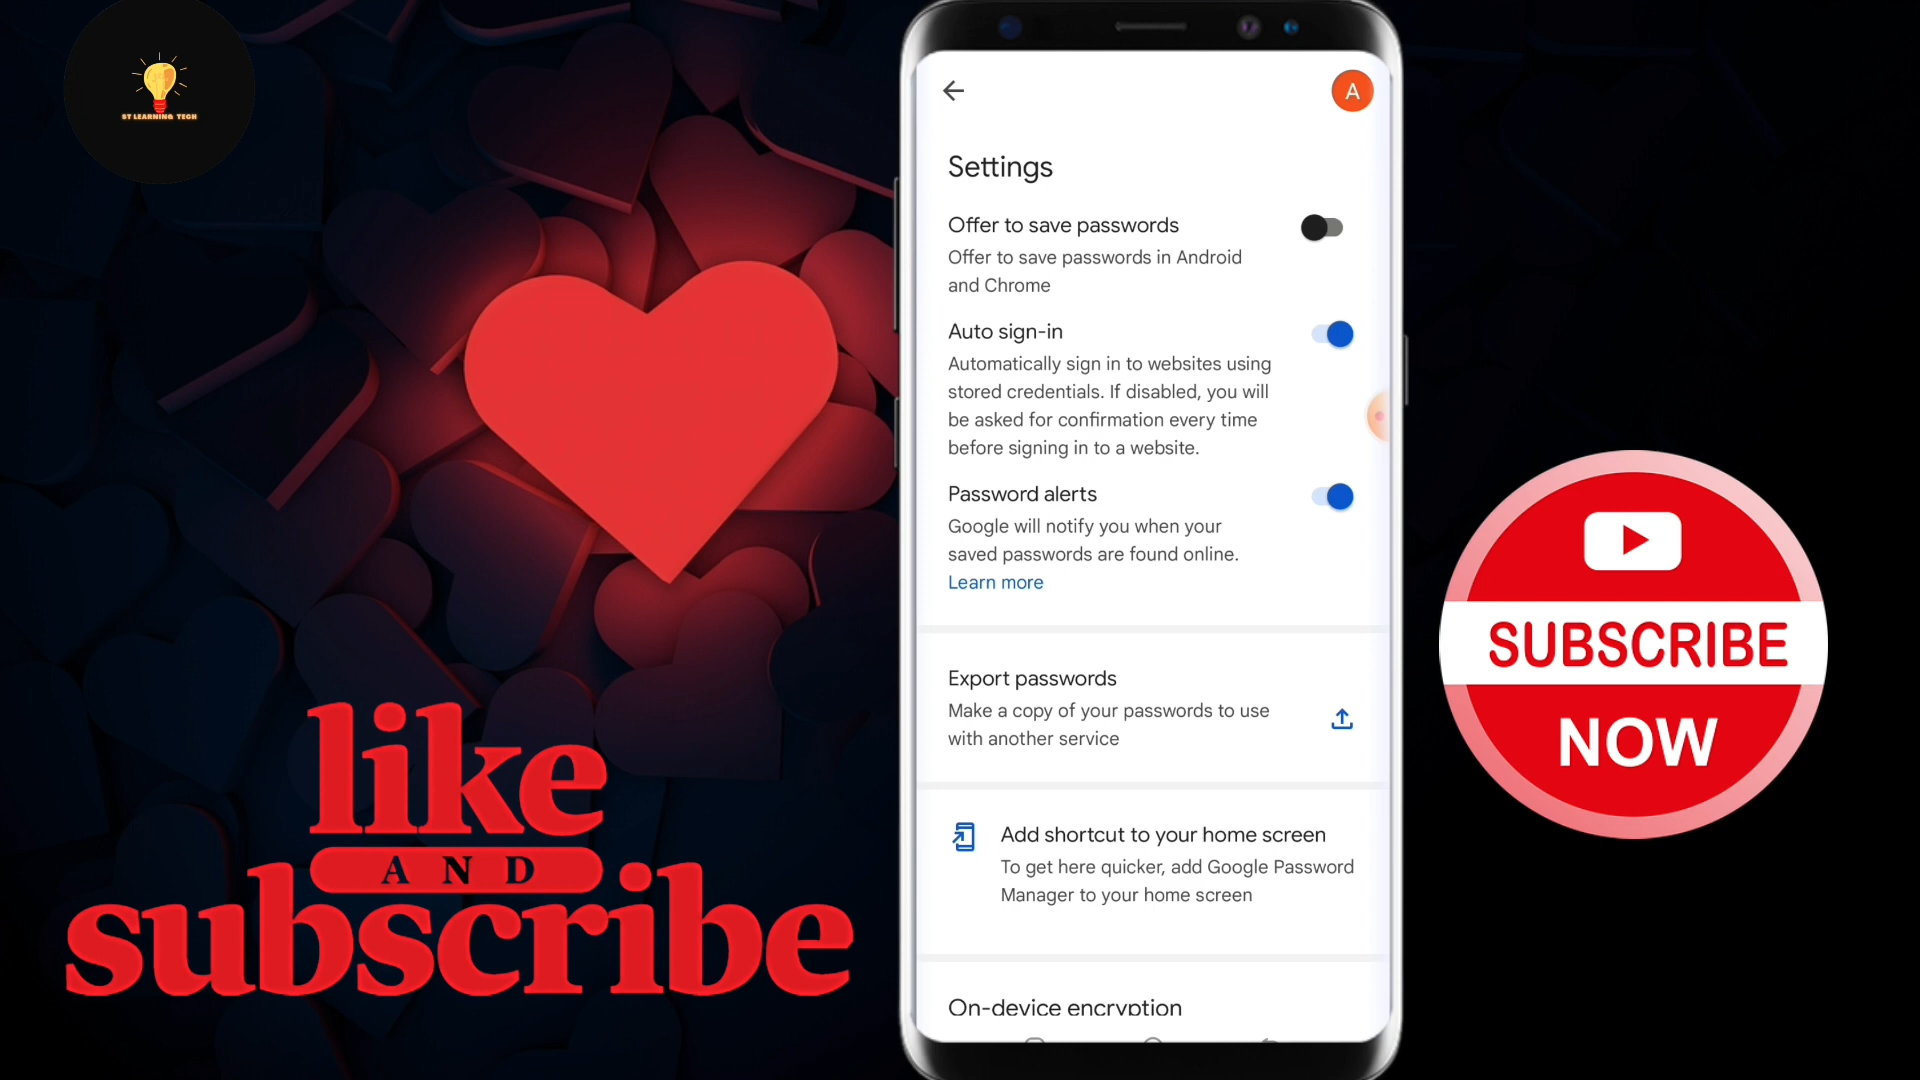 ST LEARNING TECH
like
AND
subscribe
A
Settings
Offer to save passwords
Offer to save passwords in Android
and Chrome
Auto sign-in
Automatically sign in to websites using
stored credentials. If disabled, you will
be asked for confirmation every time
before signing in to a website.
Password alerts
Google will notify you when your
saved passwords are found online.
Learn more
Export passwords
Make a copy of your passwords to use
with another service
Add shortcut to your home screen
To get here quicker, add Google Password
Manager to your home screen
On-device encryption
SUBSCRIBE
NOW